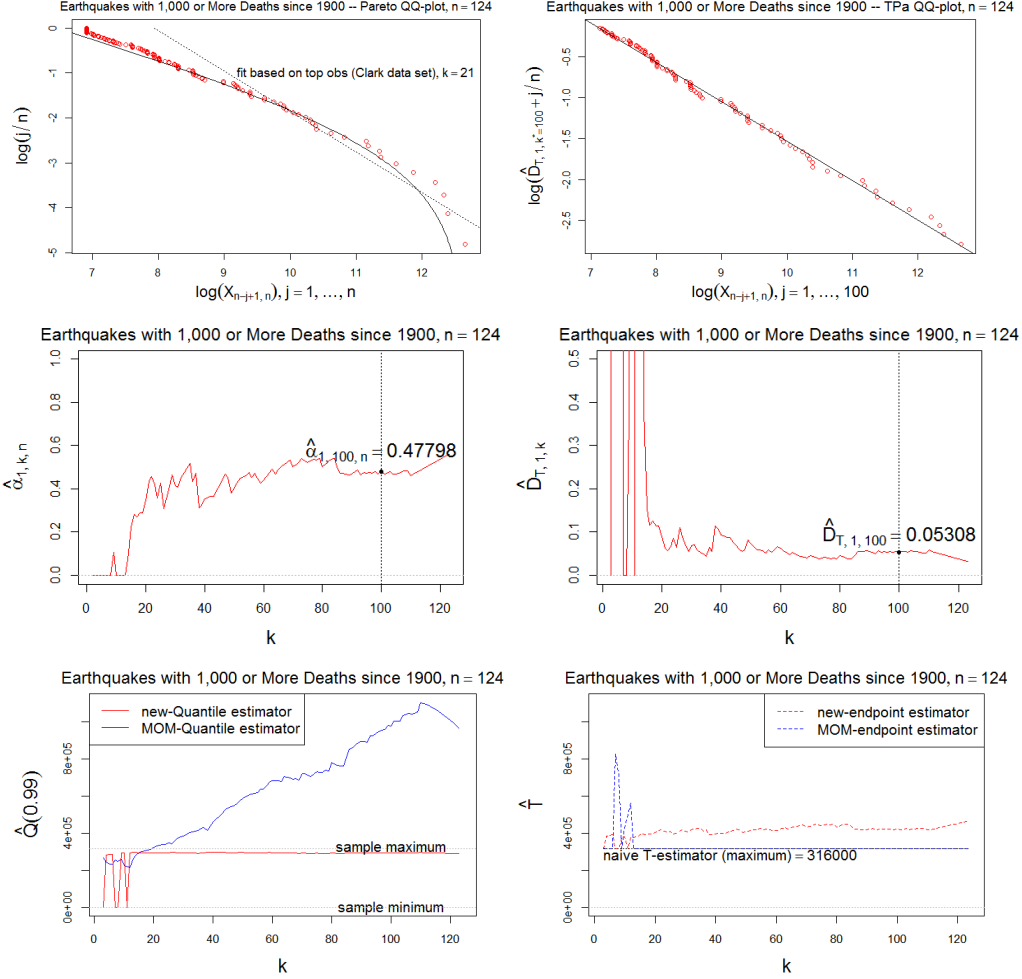 Earthquakes with 1,000 or More Deaths since 1900 -- Pareto QQ-plot, n = 124
log(j/n)
0
-1
-2
-3
-4
-5
fit based on top obs (Clark data set), k = 21
7 8 9 10 11 12
log(X_{n−j+1, n}), j = 1, …, n
Earthquakes with 1,000 or More Deaths since 1900 -- TPa QQ-plot, n = 124
log(D̂_{T, 1, k*=100} + j/n)
-0.5
-1.0
-1.5
-2.0
-2.5
7 8 9 10 11 12
log(X_{n−j+1, n}), j = 1, …, 100
Earthquakes with 1,000 or More Deaths since 1900, n = 124
α̂_{1, k, n}
1.0
0.8
0.6
0.4
0.2
0.0
α̂_{1, 100, n} = 0.47798
0 20 40 60 80 100 120
k
Earthquakes with 1,000 or More Deaths since 1900, n = 124
D̂_{T, 1, k}
0.5
0.4
0.3
0.2
0.1
0.0
D̂_{T, 1, 100} = 0.05308
0 20 40 60 80 100 120
k
Earthquakes with 1,000 or More Deaths since 1900, n = 124
new-Quantile estimator
MOM-Quantile estimator
Q̂(0.99)
8e+05
4e+05
0e+00
sample maximum
sample minimum
0 20 40 60 80 100 120
k
Earthquakes with 1,000 or More Deaths since 1900, n = 124
new-endpoint estimator
MOM-endpoint estimator
T̂
8e+05
4e+05
0e+00
naive T-estimator (maximum) = 316000
0 20 40 60 80 100 120
k